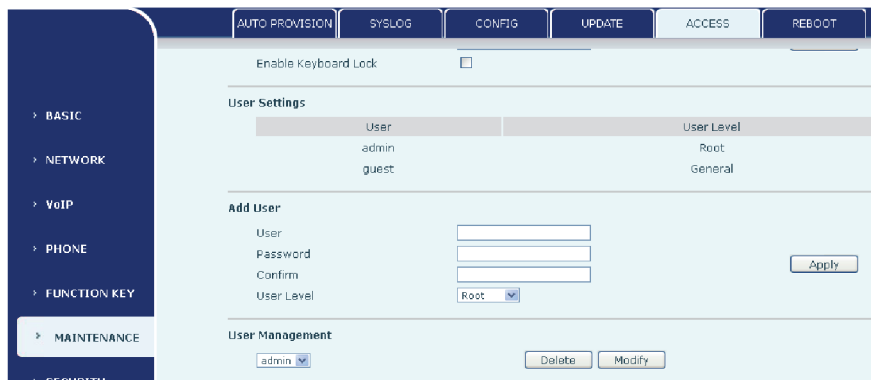 AUTO PROVISION SYSLOG CONFIG UPDATE ACCESS REBOOT
Enable Keyboard Lock
User Settings
User User Level
admin Root
guest General
Add User
User
Password
Confirm
User Level Root
Apply
User Management
admin Delete Modify
› BASIC
› NETWORK
› VoIP
› PHONE
› FUNCTION KEY
› MAINTENANCE
› SECURITY